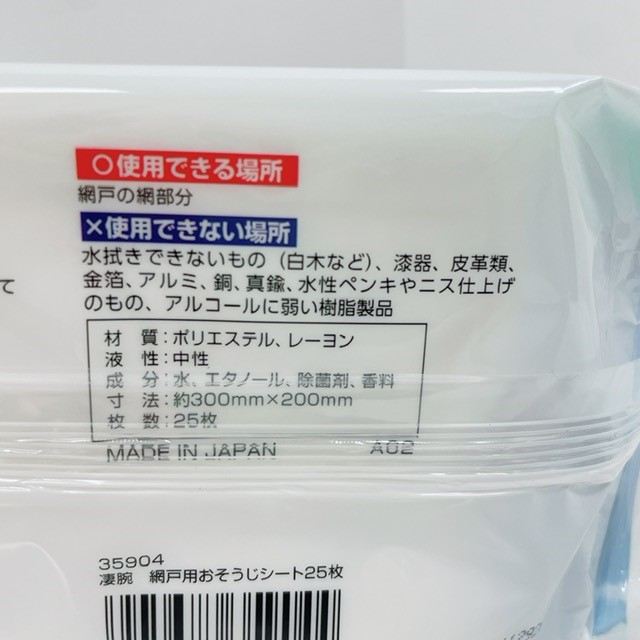 ○使用できる場所
網戸の網部分
×使用できない場所
水拭きできないもの（白木など）、漆器、皮革類、
金箔、アルミ、銅、真鍮、水性ペンキやニス仕上げ
のもの、アルコールに弱い樹脂製品
て
材 質：ポリエステル、レーヨン
液 性：中性
成 分：水、エタノール、除菌剤、香料
寸 法：約300mm×200mm
枚 数：25枚
MADE IN JAPAN A02
35904
凄腕 網戸用おそうじシート25枚